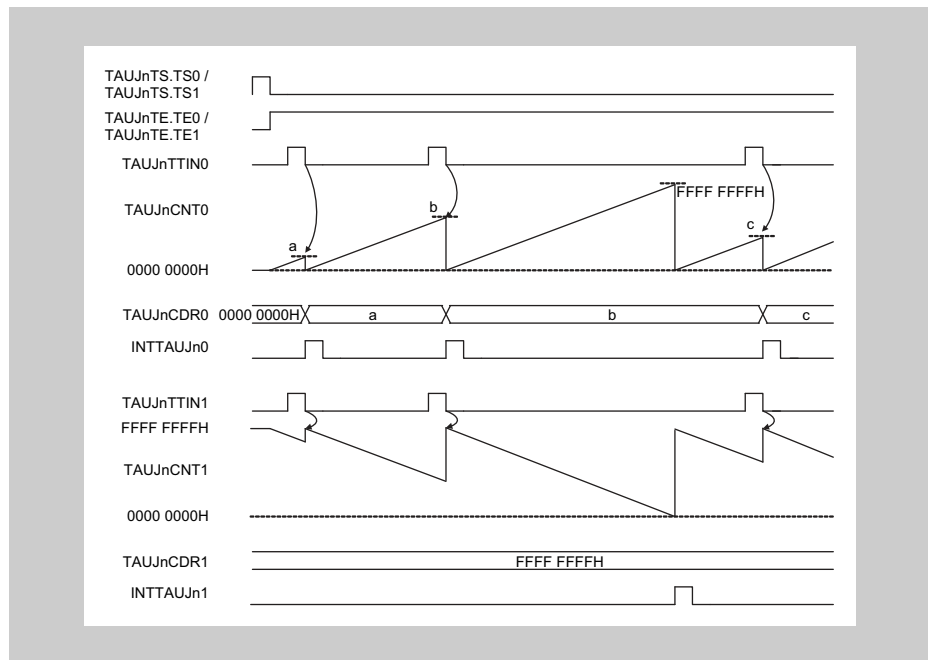 TAUJnTS.TS0 /
TAUJnTS.TS1
TAUJnTE.TE0 /
TAUJnTE.TE1
TAUJnTTIN0
FFFF FFFFH
TAUJnCNT0
b
c
a
0000 0000H
TAUJnCDR0 0000 0000H a b c
INTTAUJn0
TAUJnTTIN1
FFFF FFFFH
TAUJnCNT1
0000 0000H
TAUJnCDR1 FFFF FFFFH
INTTAUJn1